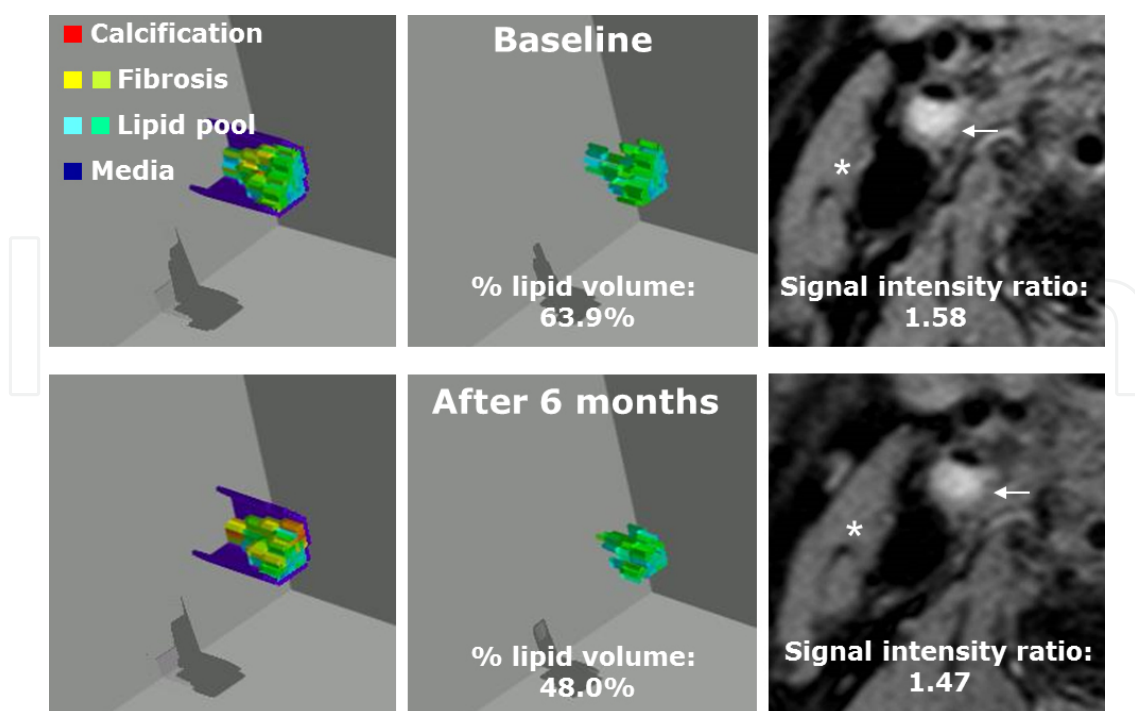 Calcification
Fibrosis
Lipid pool
Media
Baseline
% lipid volume:
63.9%
*
Signal intensity ratio:
1.58
After 6 months
% lipid volume:
48.0%
*
Signal intensity ratio:
1.47